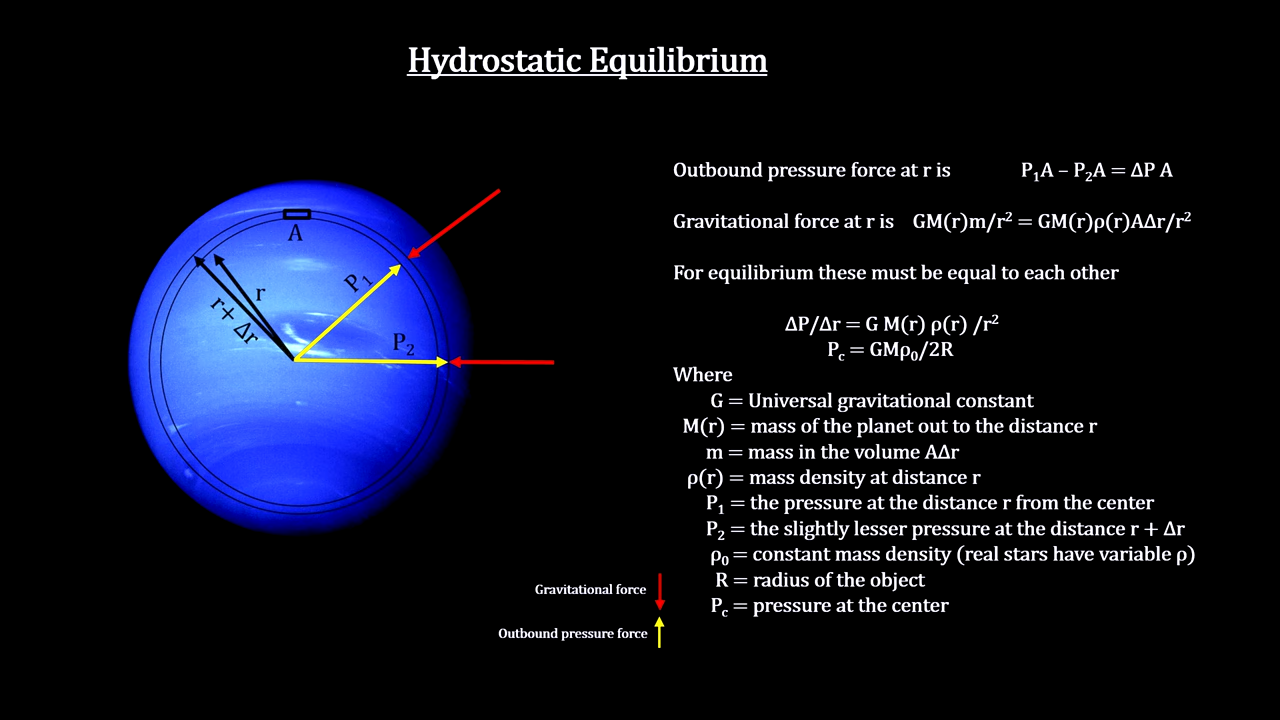 Hydrostatic Equilibrium
A
r
r+ Δr
P₁
P₂
Outbound pressure force at r is P₁A – P₂A = ΔP A
Gravitational force at r is GM(r)m/r² = GM(r)ρ(r)AΔr/r²
For equilibrium these must be equal to each other
ΔP/Δr = G M(r) ρ(r) /r²
P_c = GMρ₀/2R
Where
G = Universal gravitational constant
M(r) = mass of the planet out to the distance r
m = mass in the volume AΔr
ρ(r) = mass density at distance r
P₁ = the pressure at the distance r from the center
P₂ = the slightly lesser pressure at the distance r + Δr
ρ₀ = constant mass density (real stars have variable ρ)
R = radius of the object
P_c = pressure at the center
Gravitational force
Outbound pressure force